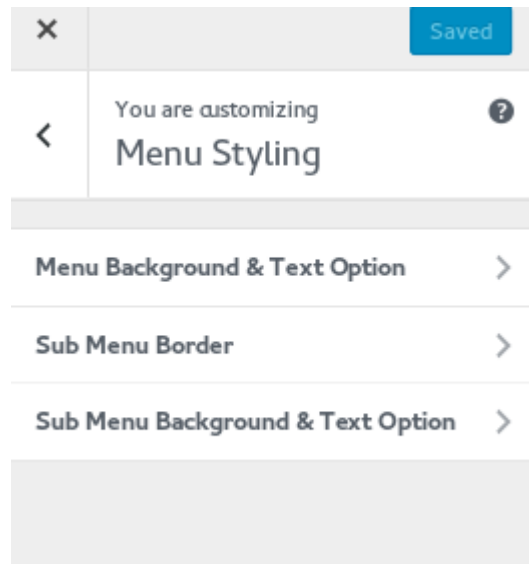 Saved
You are customizing
Menu Styling
Menu Background & Text Option
Sub Menu Border
Sub Menu Background & Text Option